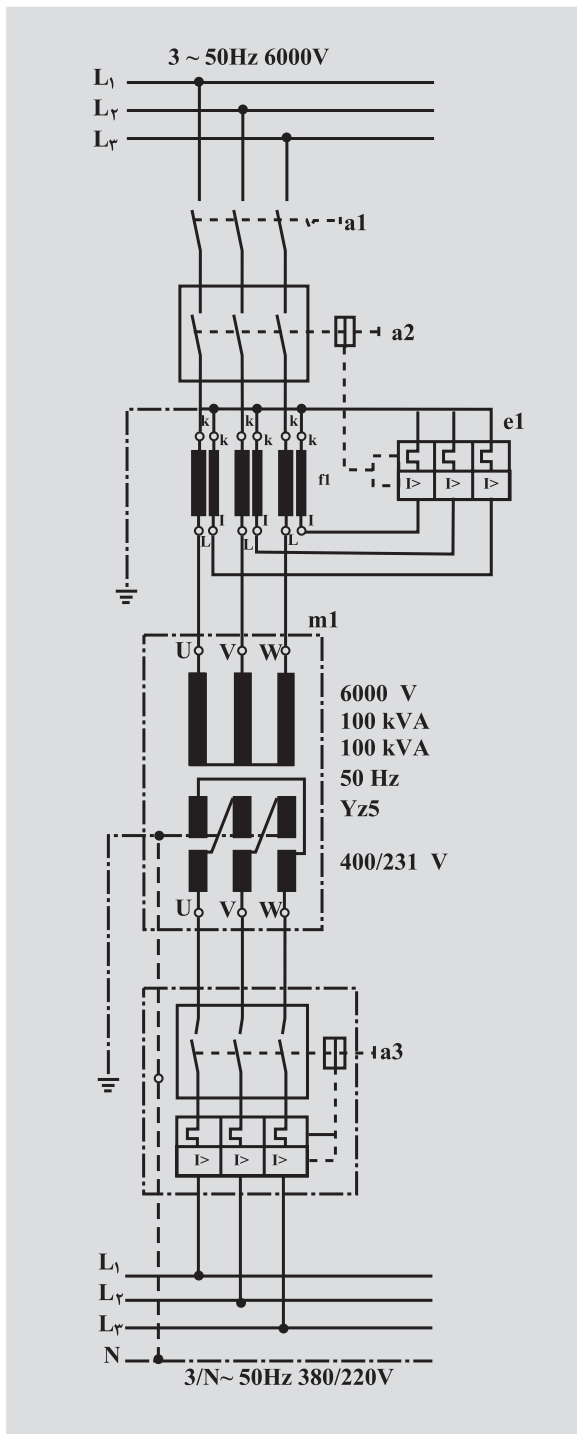 3 ~ 50Hz 6000V
L۱
L۲
L۳
a1
a2
e1
k k k
k k k
f1
I> I> I>
I I I
L L L
m1
U V W
6000 V
100 kVA
100 kVA
50 Hz
Yz5
400/231 V
U V W
a3
I> I> I>
L۱
L۲
L۳
N
3/N~ 50Hz 380/220V